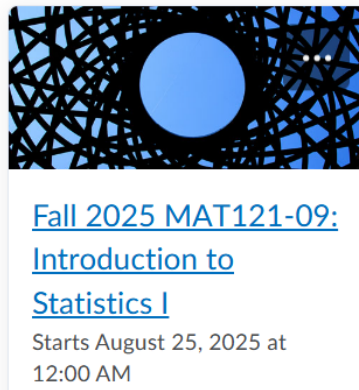 Fall 2025 MAT121-09:
Introduction to
Statistics I
Starts August 25, 2025 at
12:00 AM